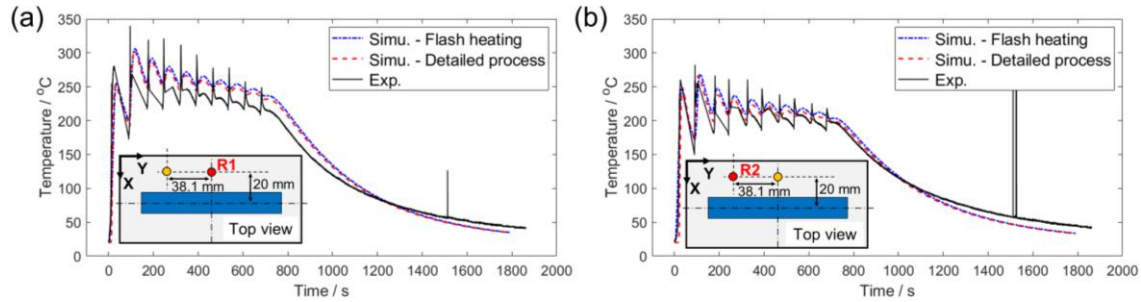 (a)
350
300
250
200
150
100
50
0
Temperature / °C
Simu. - Flash heating
Simu. - Detailed process
Exp.
Y
X
R1
38.1 mm
20 mm
Top view
0 200 400 600 800 1000 1200 1400 1600 1800 2000
Time / s
(b)
350
300
250
200
150
100
50
0
Temperature / °C
Simu. - Flash heating
Simu. - Detailed process
Exp.
Y
X
R2
38.1 mm
20 mm
Top view
0 200 400 600 800 1000 1200 1400 1600 1800 2000
Time / s